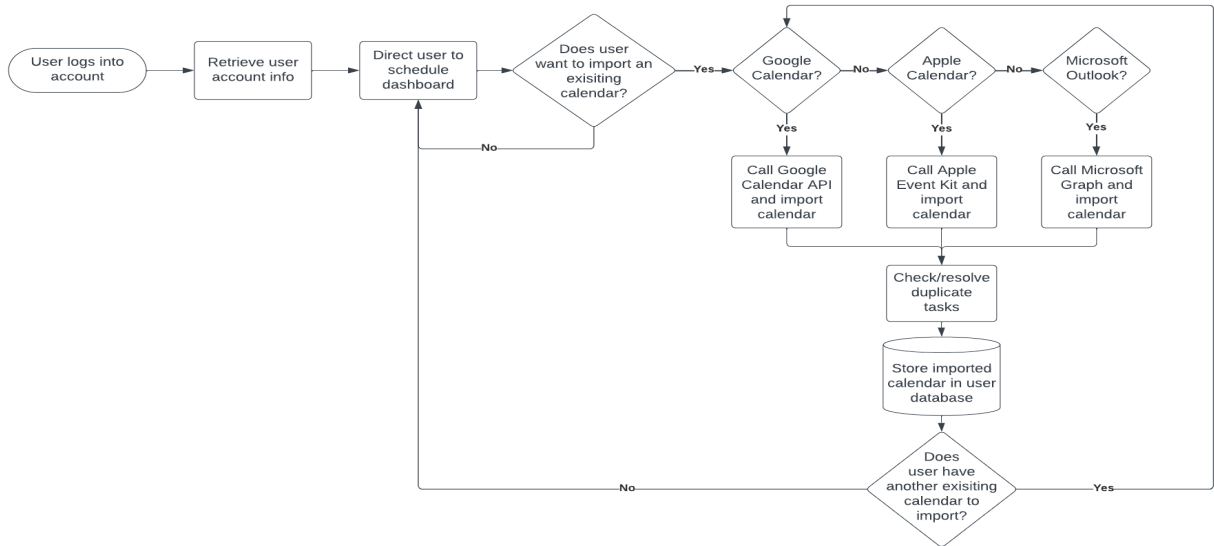 User logs into
account
Retrieve user
account info
Direct user to
schedule
dashboard
Does user
want to import an
exisiting
calendar?
Yes
No
Google
Calendar?
No
Apple
Calendar?
No
Microsoft
Outlook?
Yes
Yes
Yes
Call Google
Calendar API
and import
calendar
Call Apple
Event Kit and
import
calendar
Call Microsoft
Graph and
import
calendar
Check/resolve
duplicate
tasks
Store imported
calendar in user
database
Does
user have
another exisiting
calendar to
import?
No
Yes